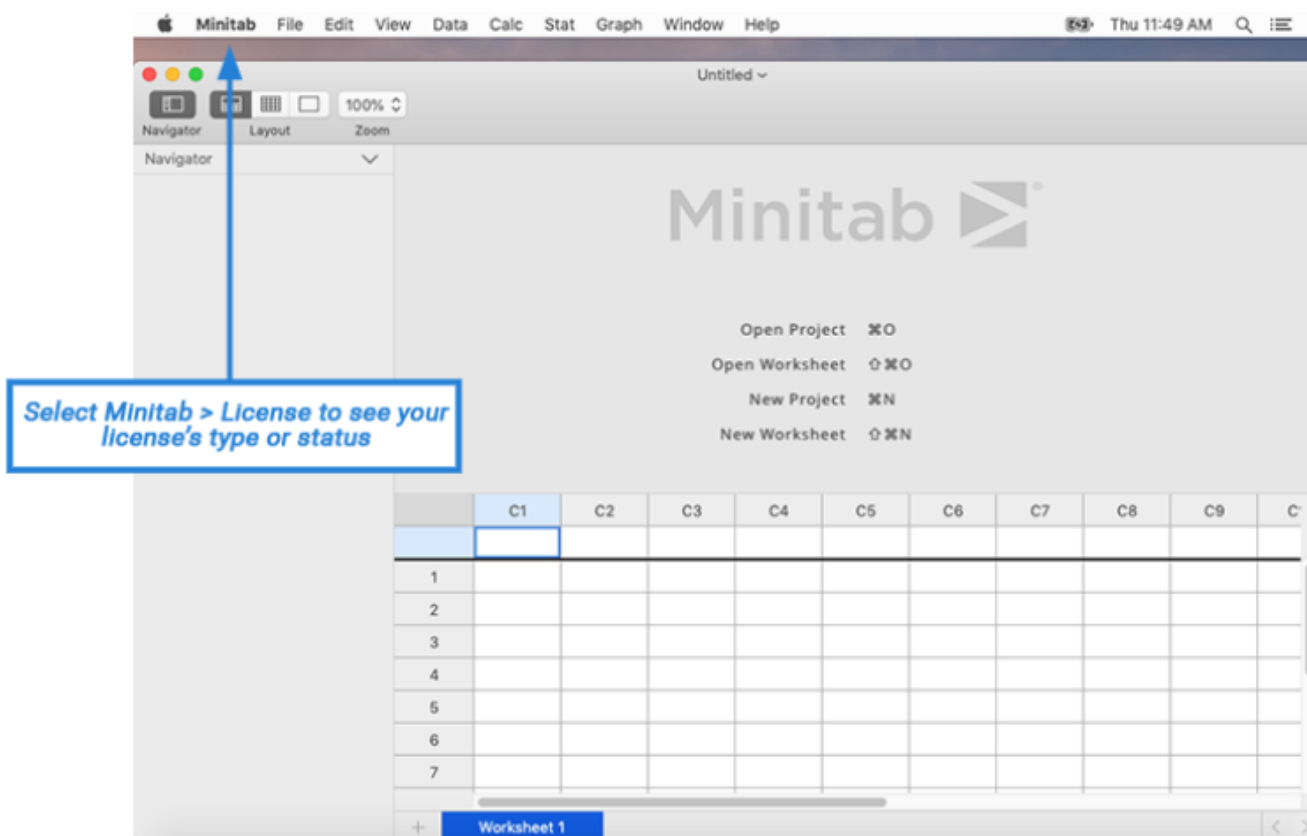 Minitab File Edit View Data Calc Stat Graph Window Help Thu 11:49 AM
Untitled
100%
Navigator Layout Zoom
Navigator
Minitab
Open Project ⌘O
Open Worksheet ⇧⌘O
New Project ⌘N
New Worksheet ⇧⌘N
Select Minitab > License to see your
license's type or status
C1 C2 C3 C4 C5 C6 C7 C8 C9
1
2
3
4
5
6
7
+ Worksheet 1